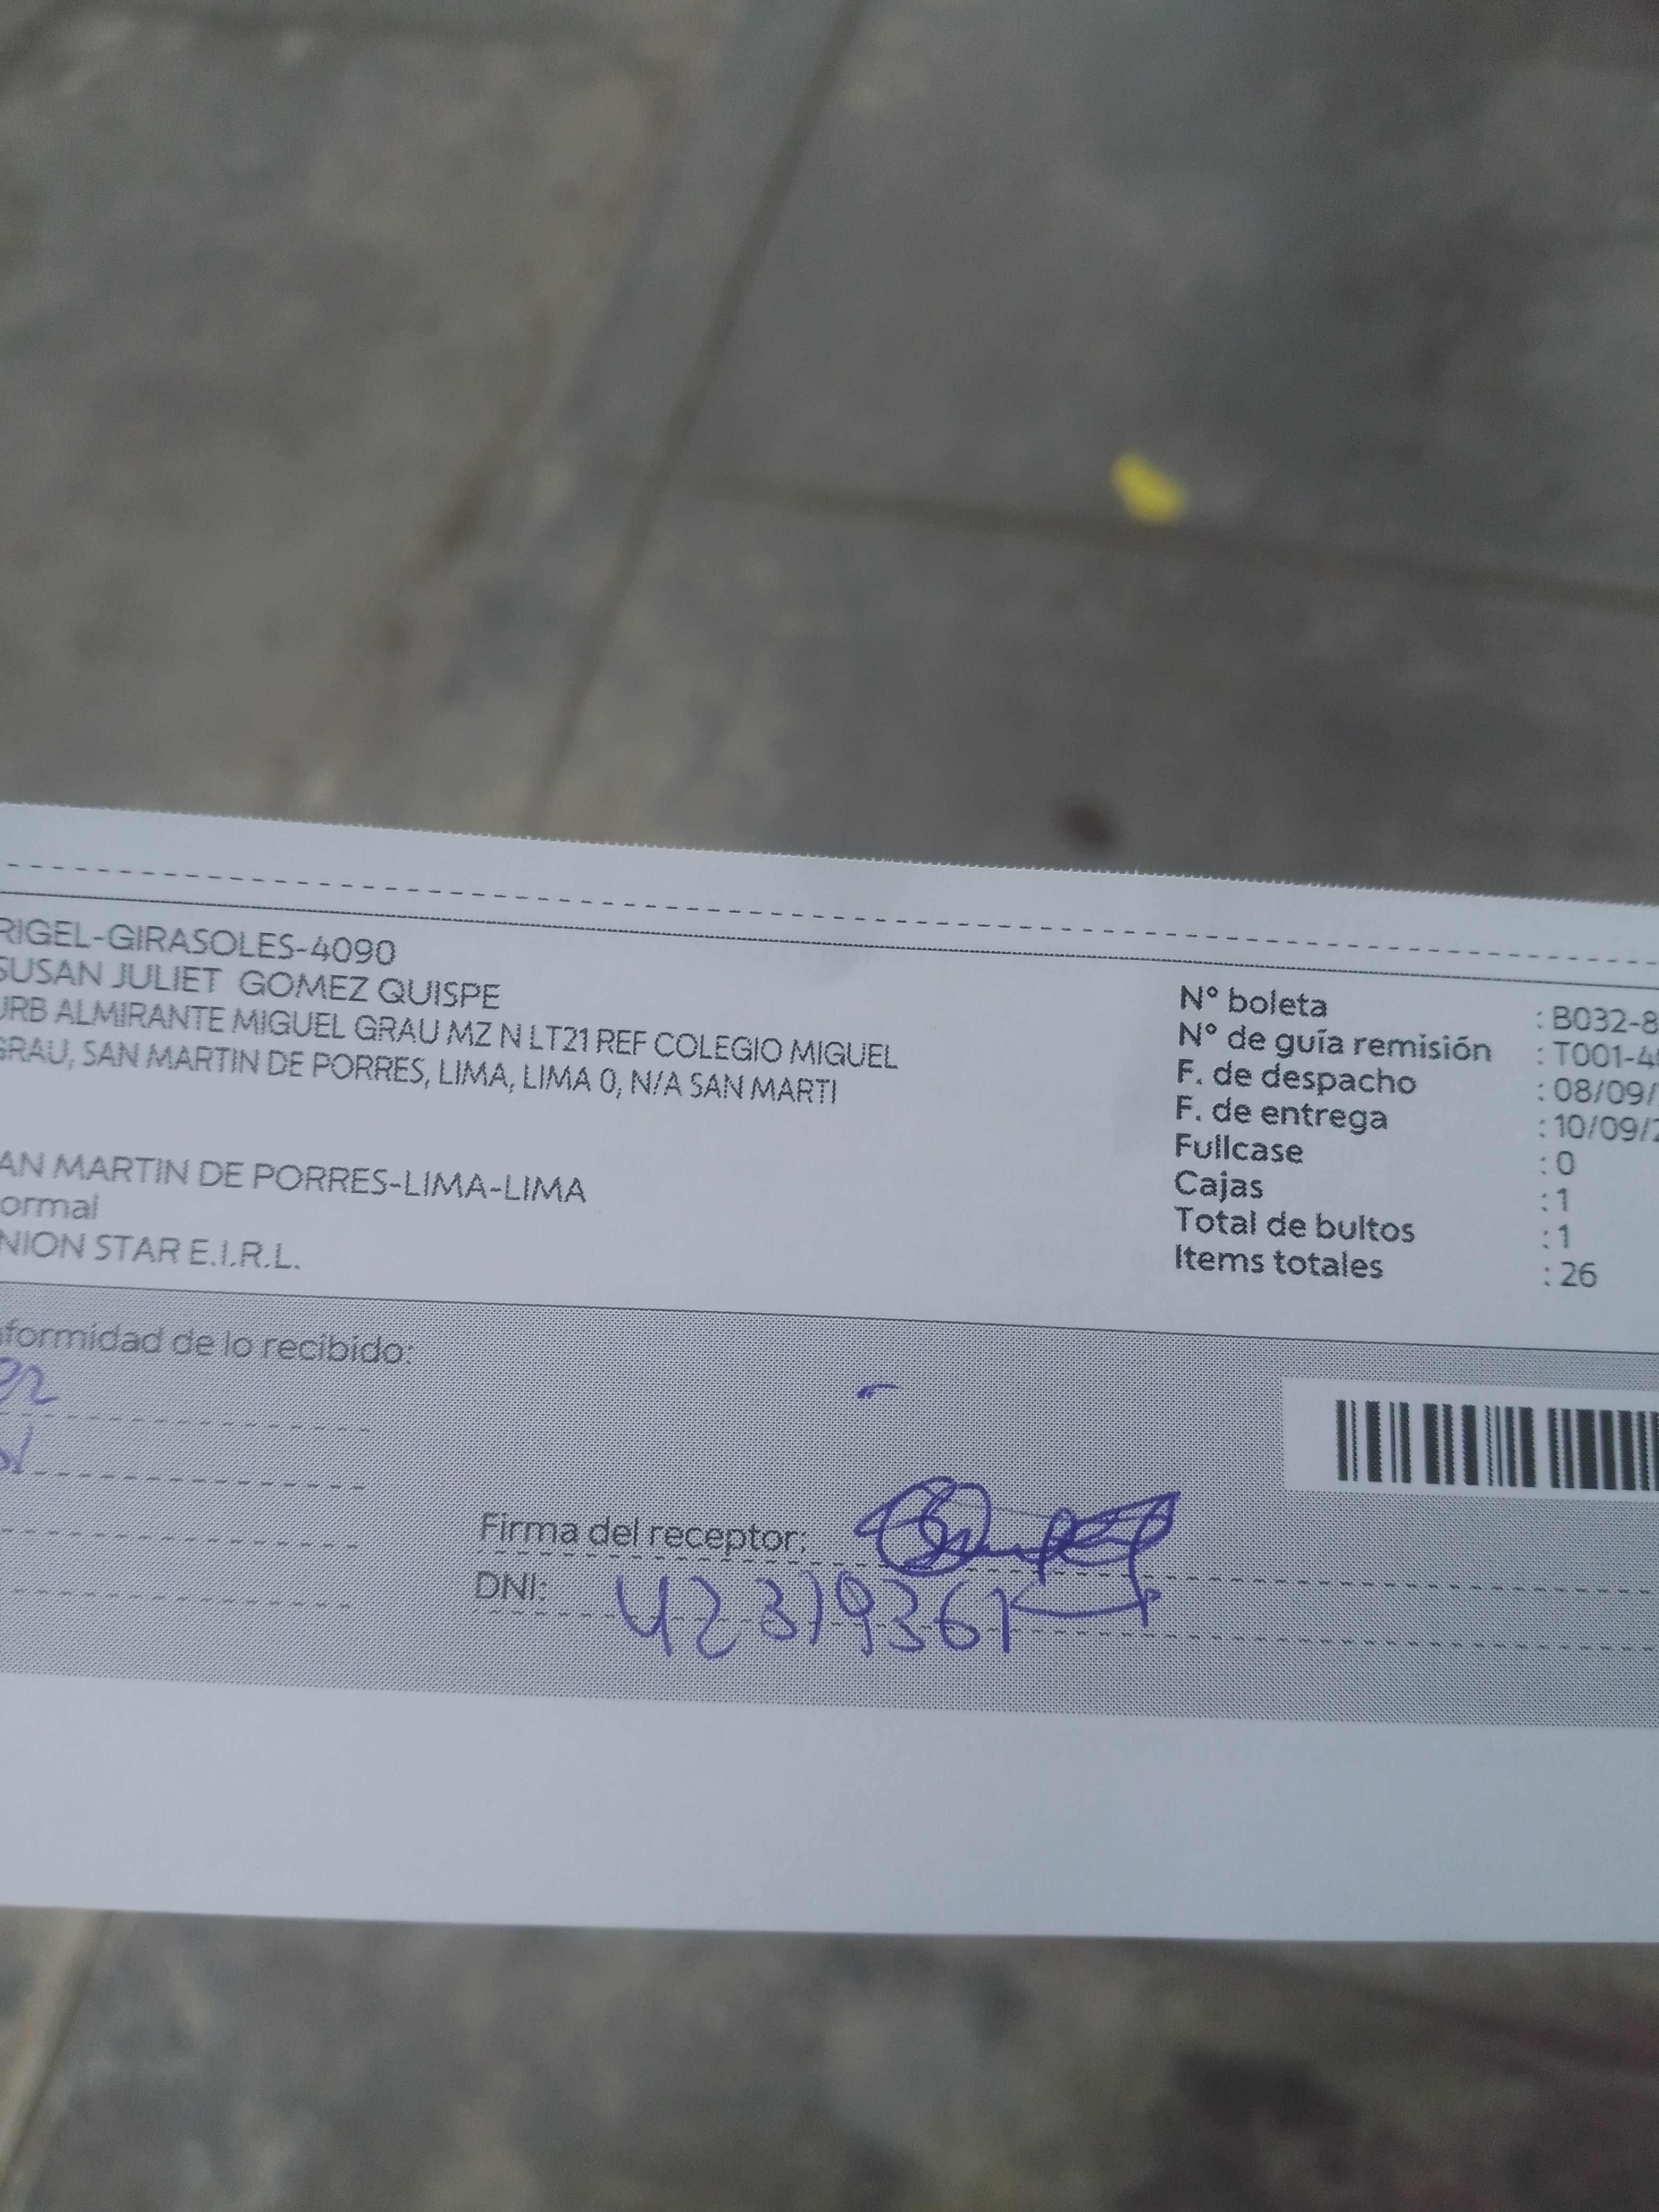 RIGEL-GIRASOLES-4090
SUSAN JULIET GOMEZ QUISPE
URB ALMIRANTE MIGUEL GRAU MZ N LT21 REF COLEGIO MIGUEL
GRAU, SAN MARTIN DE PORRES, LIMA, LIMA 0, N/A SAN MARTI
AN MARTIN DE PORRES-LIMA-LIMA
ormal
NION STAR E.I.R.L.
N° boleta : B032-8
N° de guía remisión : T001-4
F. de despacho : 08/09/
F. de entrega : 10/09/2
Fullcase : 0
Cajas : 1
Total de bultos : 1
Items totales : 26
formidad de lo recibido:
Firma del receptor:
DNI: 42319367